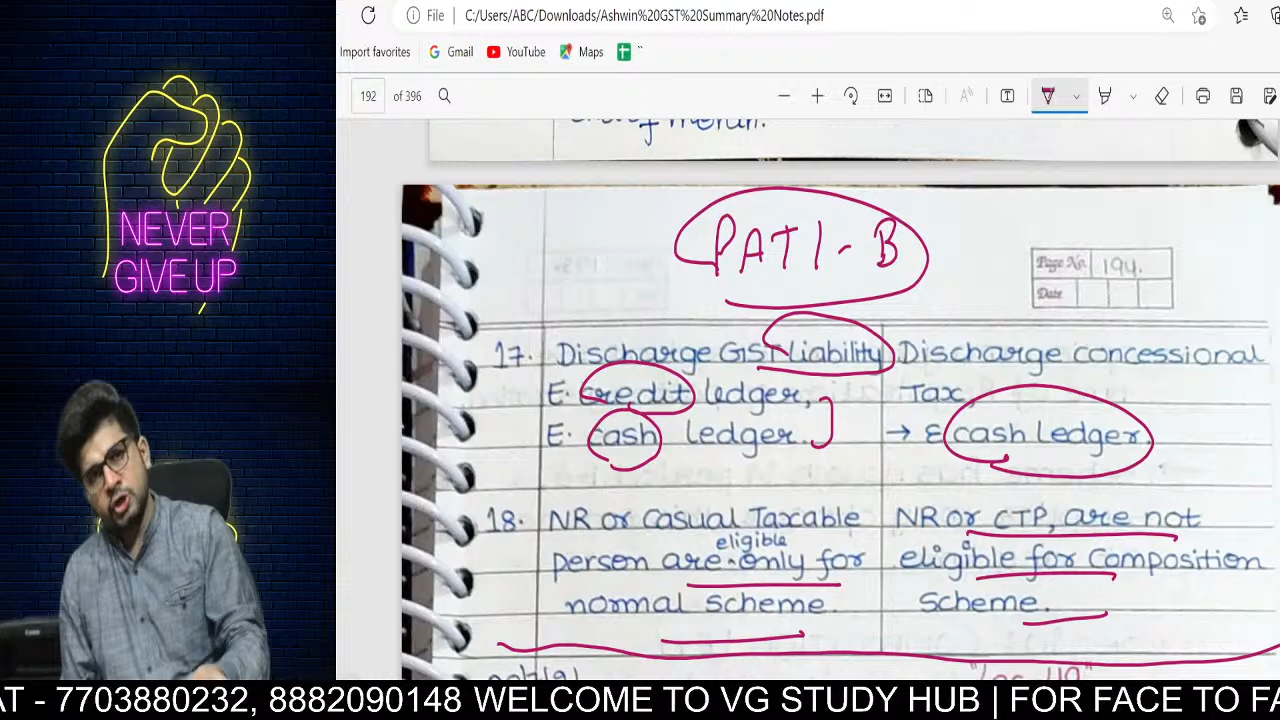 File | C:/Users/ABC/Downloads/Ashish%20GST%20Summary%20Notes.pdf
Import favorites Gmail YouTube Maps
192 of 396
PAT1-B
Page No. 194.
Date
17. Discharge GST liability Discharge concessional
E. credit ledger, Tax
E. cash ledger. → E cash ledger.
18. NR or Casual Taxable NR or CTP, are not
eligible
person are only for eligible for Composition
normal scheme. scheme.
NEVER
GIVE UP
AT - 7703880232, 8882090148 WELCOME TO VG STUDY HUB | FOR FACE TO FA